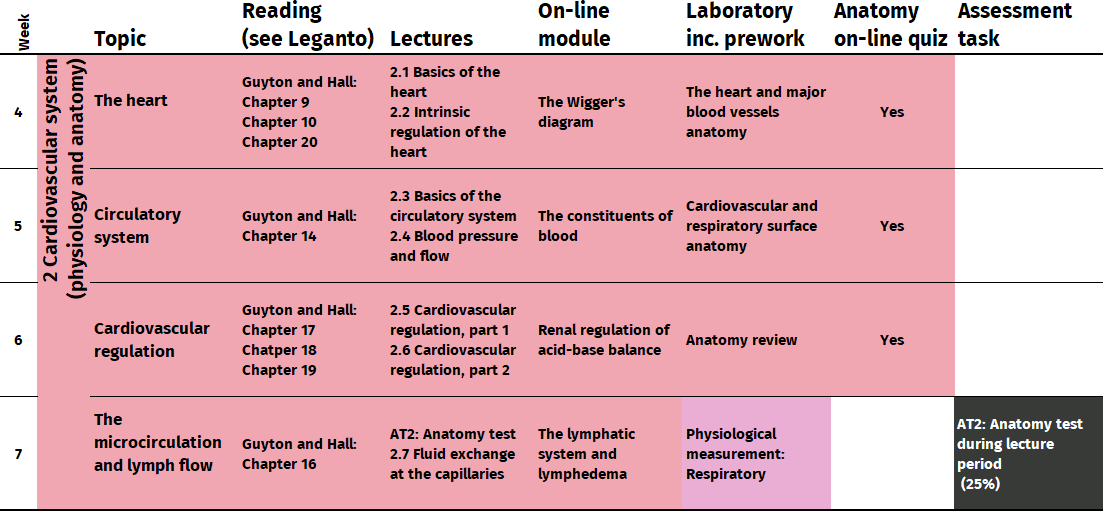 Week
Topic
Reading
(see Leganto)
Lectures
On-line
module
Laboratory
inc. prework
Anatomy
on-line quiz
Assessment
task
2 Cardiovascular system
(physiology and anatomy)
4
The heart
Guyton and Hall:
Chapter 9
Chapter 10
Chapter 20
2.1 Basics of the
heart
2.2 Intrinsic
regulation of the
heart
The Wigger's
diagram
The heart and major
blood vessels
anatomy
Yes
5
Circulatory
system
Guyton and Hall:
Chapter 14
2.3 Basics of the
circulatory system
2.4 Blood pressure
and flow
The constituents of
blood
Cardiovascular and
respiratory surface
anatomy
Yes
6
Cardiovascular
regulation
Guyton and Hall:
Chapter 17
Chatper 18
Chapter 19
2.5 Cardiovascular
regulation, part 1
2.6 Cardiovascular
regulation, part 2
Renal regulation of
acid-base balance
Anatomy review
Yes
7
The
microcirculation
and lymph flow
Guyton and Hall:
Chapter 16
AT2: Anatomy test
2.7 Fluid exchange
at the capillaries
The lymphatic
system and
lymphedema
Physiological
measurement:
Respiratory
AT2: Anatomy test
during lecture
period
(25%)